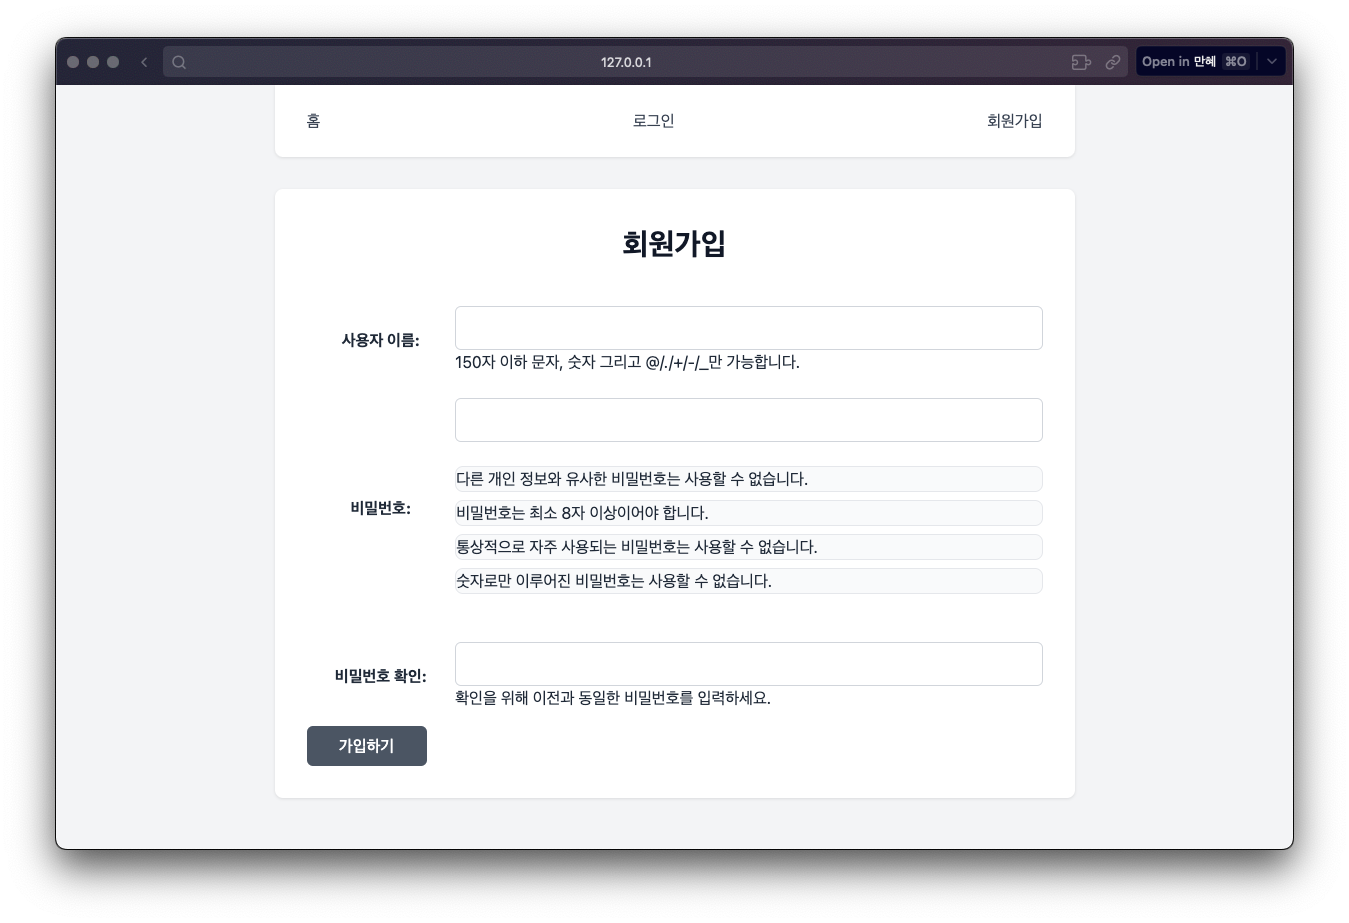 127.0.0.1
Open in 만혜 ⌘O
홈
로그인
회원가입
회원가입
사용자 이름:
150자 이하 문자, 숫자 그리고 @/./+/-/_만 가능합니다.
비밀번호:
다른 개인 정보와 유사한 비밀번호는 사용할 수 없습니다.
비밀번호는 최소 8자 이상이어야 합니다.
통상적으로 자주 사용되는 비밀번호는 사용할 수 없습니다.
숫자로만 이루어진 비밀번호는 사용할 수 없습니다.
비밀번호 확인:
확인을 위해 이전과 동일한 비밀번호를 입력하세요.
가입하기